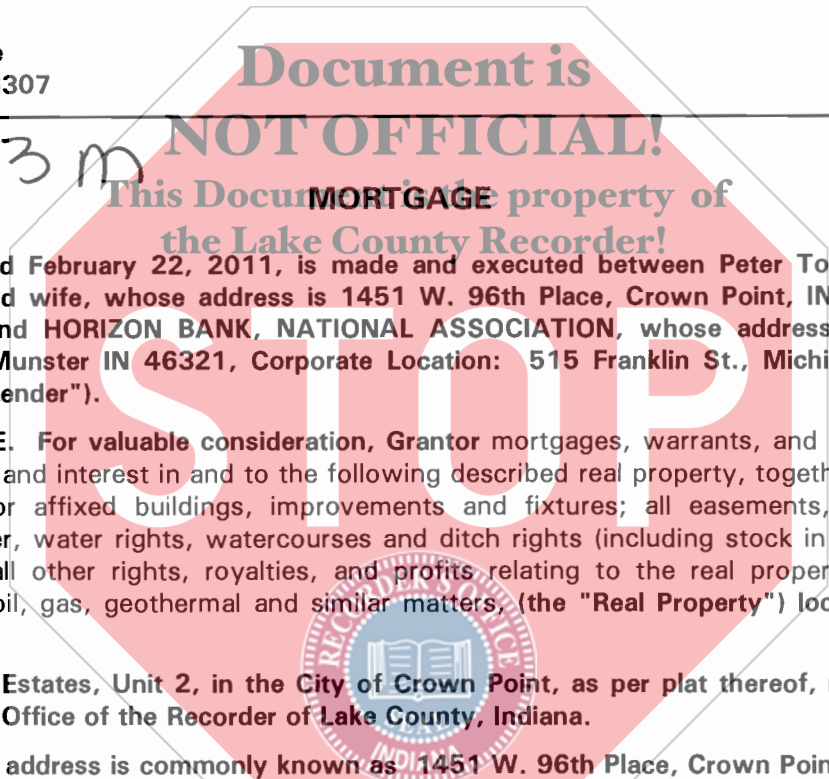 Document is
307
NOT OFFICIAL!
3 m
This Document is the property of
MORTGAGE
the Lake County Recorder!
d February 22, 2011, is made and executed between Peter To
d wife, whose address is 1451 W. 96th Place, Crown Point, IN
nd HORIZON BANK, NATIONAL ASSOCIATION, whose address
Munster IN 46321, Corporate Location: 515 Franklin St., Michi
ender").
E. For valuable consideration, Grantor mortgages, warrants, and
and interest in and to the following described real property, togeth
or affixed buildings, improvements and fixtures; all easements,
er, water rights, watercourses and ditch rights (including stock in
all other rights, royalties, and profits relating to the real proper
oil, gas, geothermal and similar matters, (the "Real Property") loc
STOP
RECORDER'S OFFICE
Estates, Unit 2, in the City of Crown Point, as per plat thereof,
Office of the Recorder of Lake County, Indiana.
SEAL
INDIANA
address is commonly known as 1451 W. 96th Place, Crown Poin